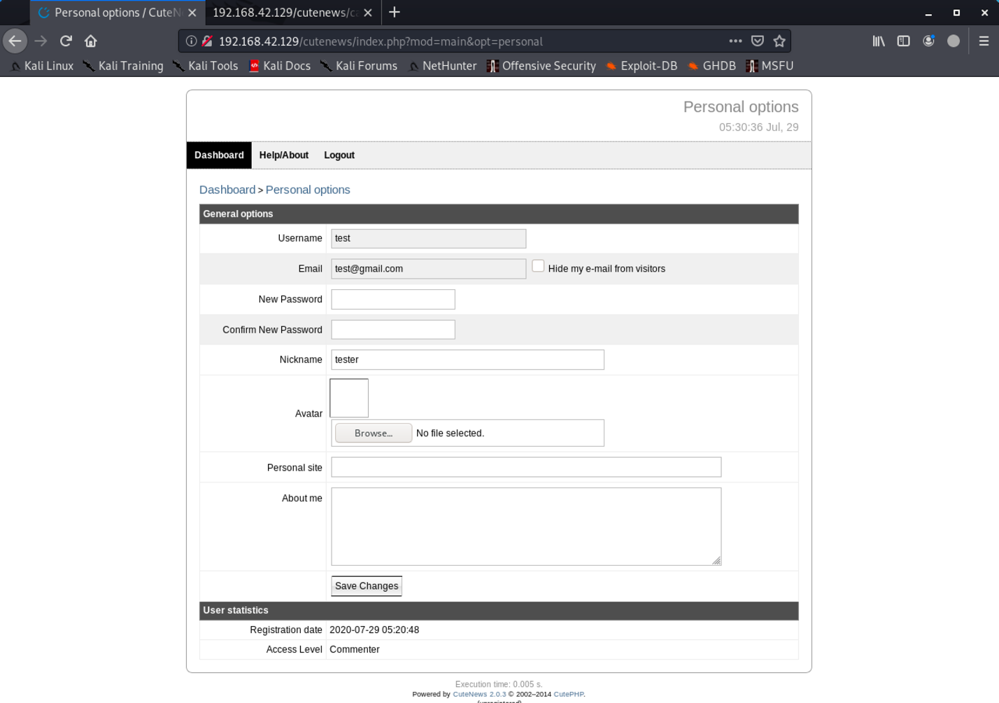 Personal options / CuteN
192.168.42.129/cutenews/c
192.168.42.129/cutenews/index.php?mod=main&opt=personal
Kali Linux Kali Training Kali Tools Kali Docs Kali Forums NetHunter Offensive Security Exploit-DB GHDB MSFU
Personal options
05:30:36 Jul, 29
Dashboard Help/About Logout
Dashboard > Personal options
General options
Username test
Email test@gmail.com Hide my e-mail from visitors
New Password
Confirm New Password
Nickname tester
Avatar
Browse... No file selected.
Personal site
About me
Save Changes
User statistics
Registration date 2020-07-29 05:20:48
Access Level Commenter
Execution time: 0.005 s.
Powered by CuteNews 2.0.3 © 2002–2014 CutePHP.